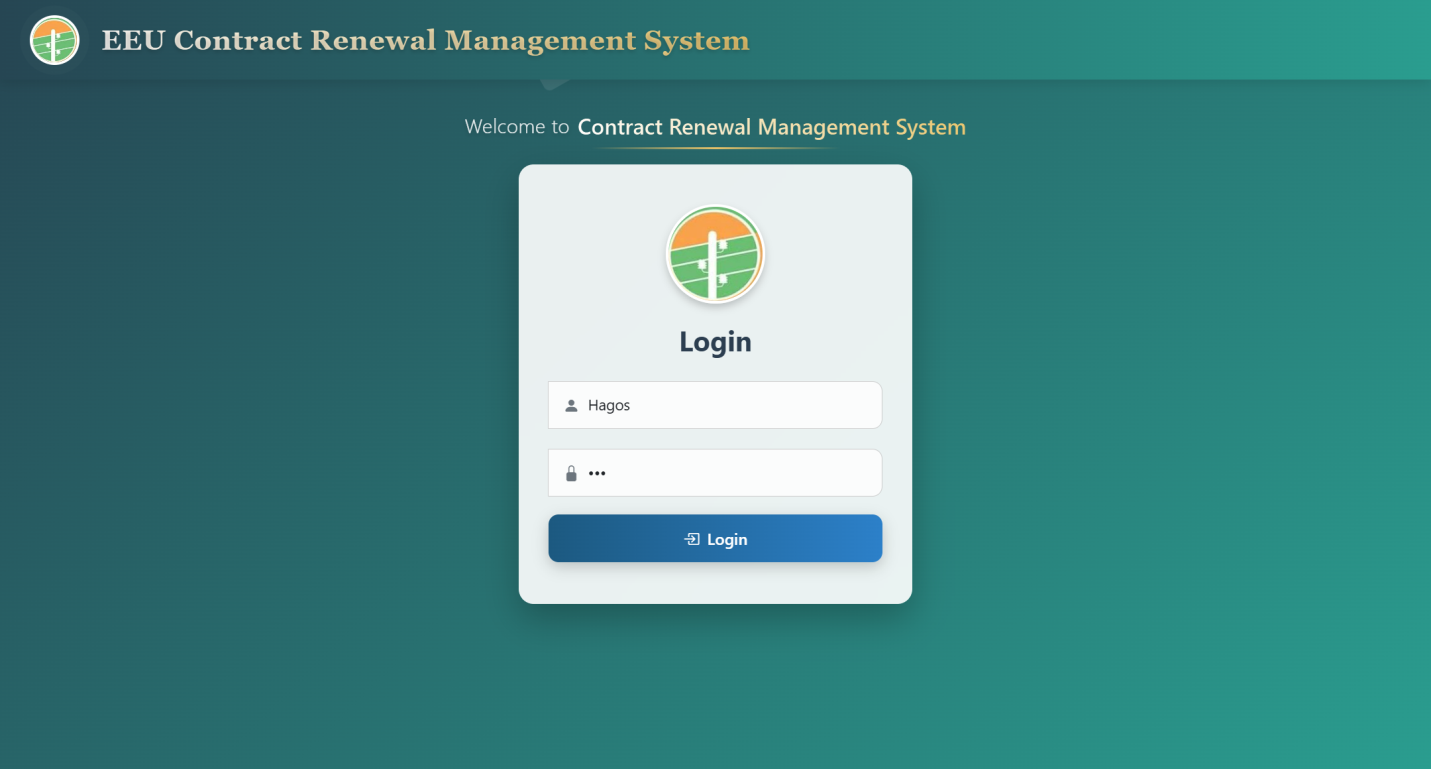 EEU Contract Renewal Management System
Welcome to Contract Renewal Management System
Login
Hagos
•••
Login